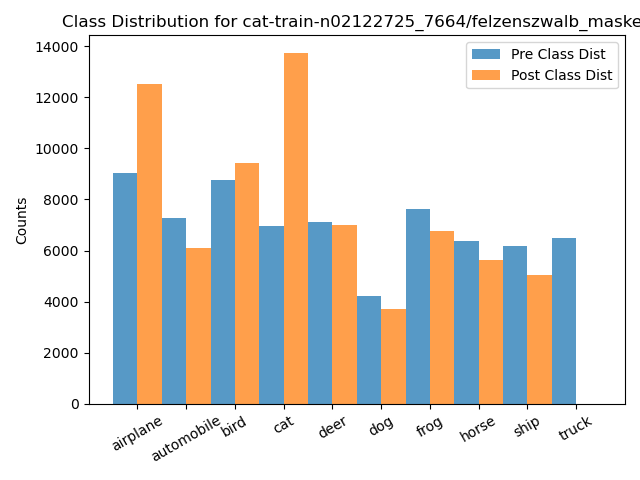 Class Distribution for cat-train-n02122725_7664/felzenszwalb_maske
Pre Class Dist
Post Class Dist
Counts
14000
12000
10000
8000
6000
4000
2000
0
airplane
automobile
bird
cat
deer
dog
frog
horse
ship
truck